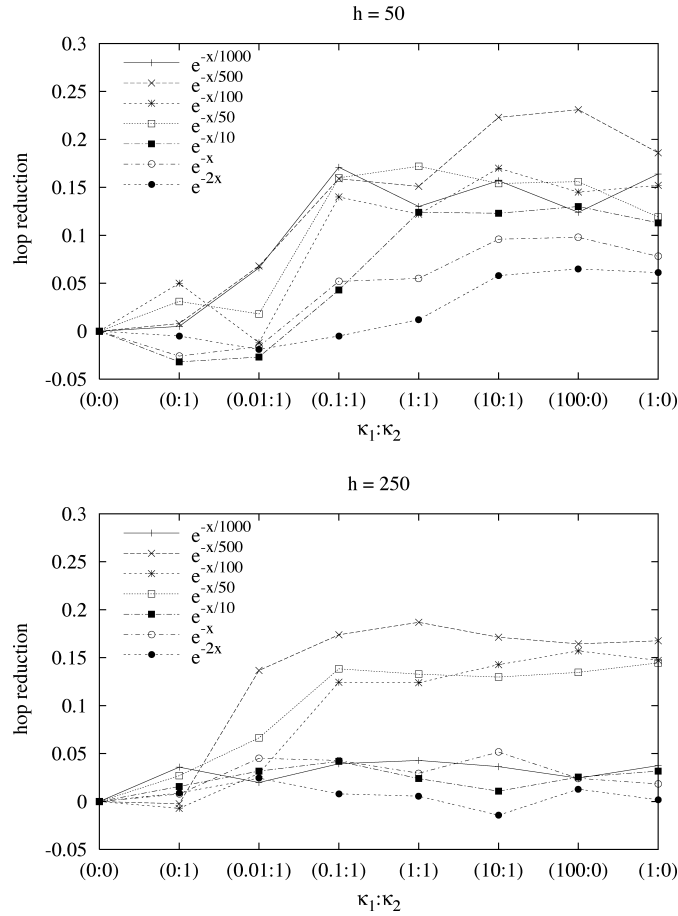 h = 50
0.3
0.25
0.2
0.15
0.1
0.05
0
-0.05
hop reduction
e^-x/1000
e^-x/500
e^-x/100
e^-x/50
e^-x/10
e^-x
e^-2x
(0:0) (0:1) (0.01:1) (0.1:1) (1:1) (10:1) (100:0) (1:0)
κ1:κ2
h = 250
0.3
0.25
0.2
0.15
0.1
0.05
0
-0.05
hop reduction
e^-x/1000
e^-x/500
e^-x/100
e^-x/50
e^-x/10
e^-x
e^-2x
(0:0) (0:1) (0.01:1) (0.1:1) (1:1) (10:1) (100:0) (1:0)
κ1:κ2